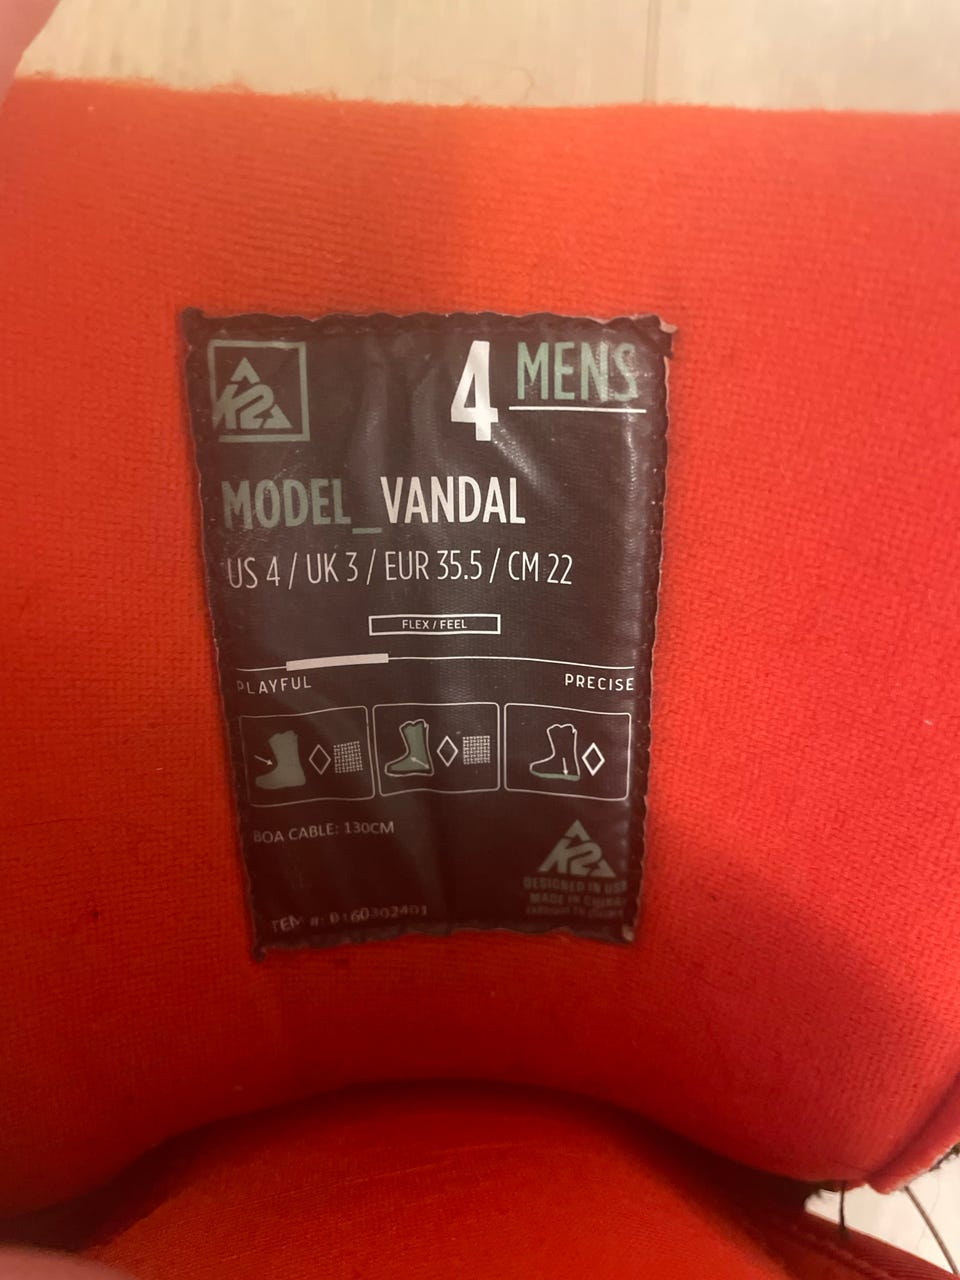 K2
4 MENS
MODEL_VANDAL
US 4 / UK 3 / EUR 35.5 / CM 22
FLEX / FEEL
PLAYFUL PRECISE
BOA CABLE: 130CM
K2
DESIGNED IN USA
MADE IN CHINA
ITEM #: